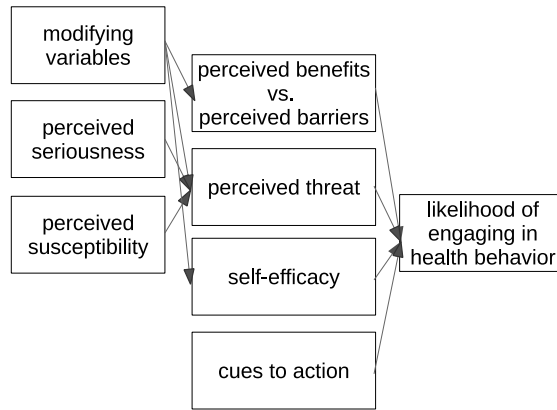 modifying
variables
perceived
seriousness
perceived
susceptibility
perceived benefits
vs.
perceived barriers
perceived threat
self-efficacy
cues to action
likelihood of
engaging in
health behavior